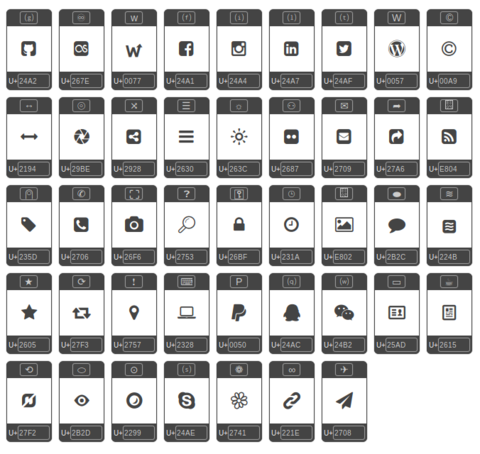 (g) ♾ w (f) (i) (l) (t) W ©
U+ 24A2 U+ 267E U+ 0077 U+ 24A1 U+ 24A4 U+ 24A7 U+ 24AF U+ 0057 U+ 00A9
↔ ⦾ ⤨ ☰ ☼ ⚇ ✉ ➦
U+ 2194 U+ 29BE U+ 2928 U+ 2630 U+ 263C U+ 2687 U+ 2709 U+ 27A6 U+ E804
⍝ ✆ ⛶ ? ⚿ ⌚ ⬬ ≋
U+ 235D U+ 2706 U+ 26F6 U+ 2753 U+ 26BF U+ 231A U+ E802 U+ 2B2C U+ 224B
★ ⟳ ! ⌨ P (q) (w) ▭ ☕
U+ 2605 U+ 27F3 U+ 2757 U+ 2328 U+ 0050 U+ 24AC U+ 24B2 U+ 25AD U+ 2615
⟲ ⬭ ⊙ (s) ❁ ∞ ✈
U+ 27F2 U+ 2B2D U+ 2299 U+ 24AE U+ 2741 U+ 221E U+ 2708